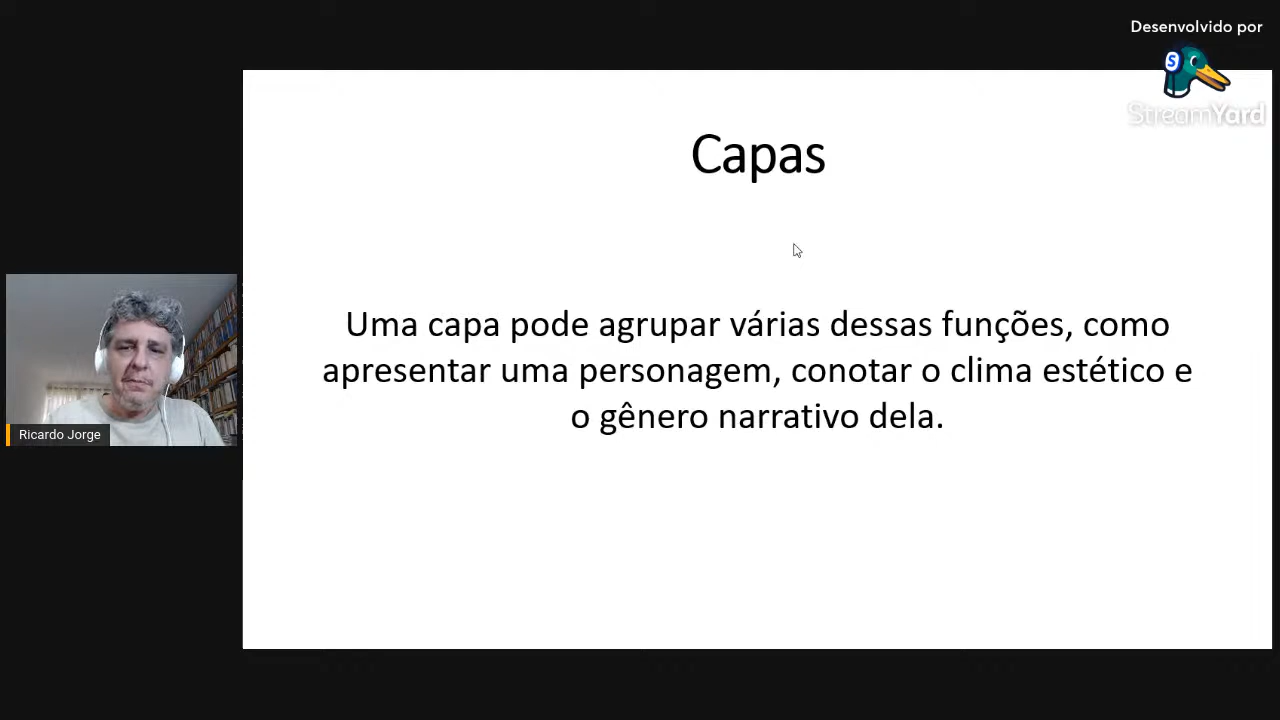 Desenvolvido por
S
StreamYard
Capas
Uma capa pode agrupar várias dessas funções, como
apresentar uma personagem, conotar o clima estético e
o gênero narrativo dela.
Ricardo Jorge